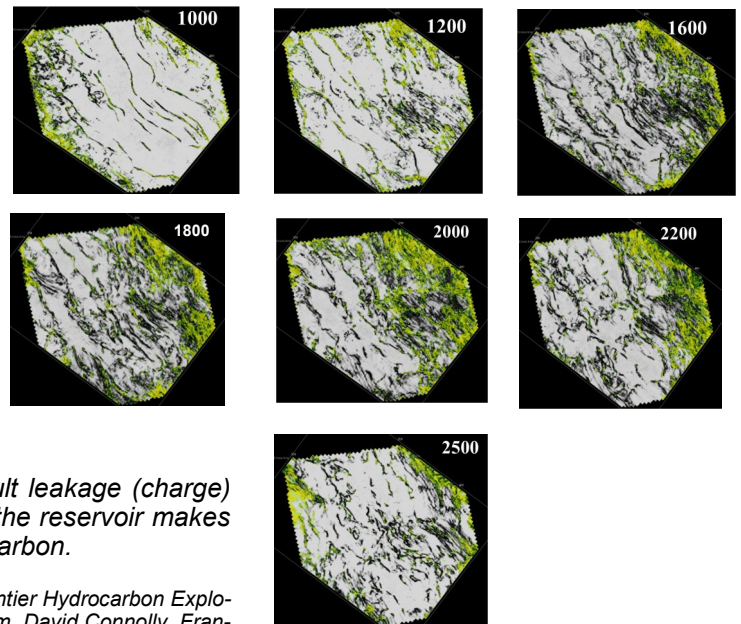 1000
1200
1600
1800
2000
2200
2500
ult leakage (charge)
the reservoir makes
arbon.
ntier Hydrocarbon Explo-
m, David Connolly, Fran-